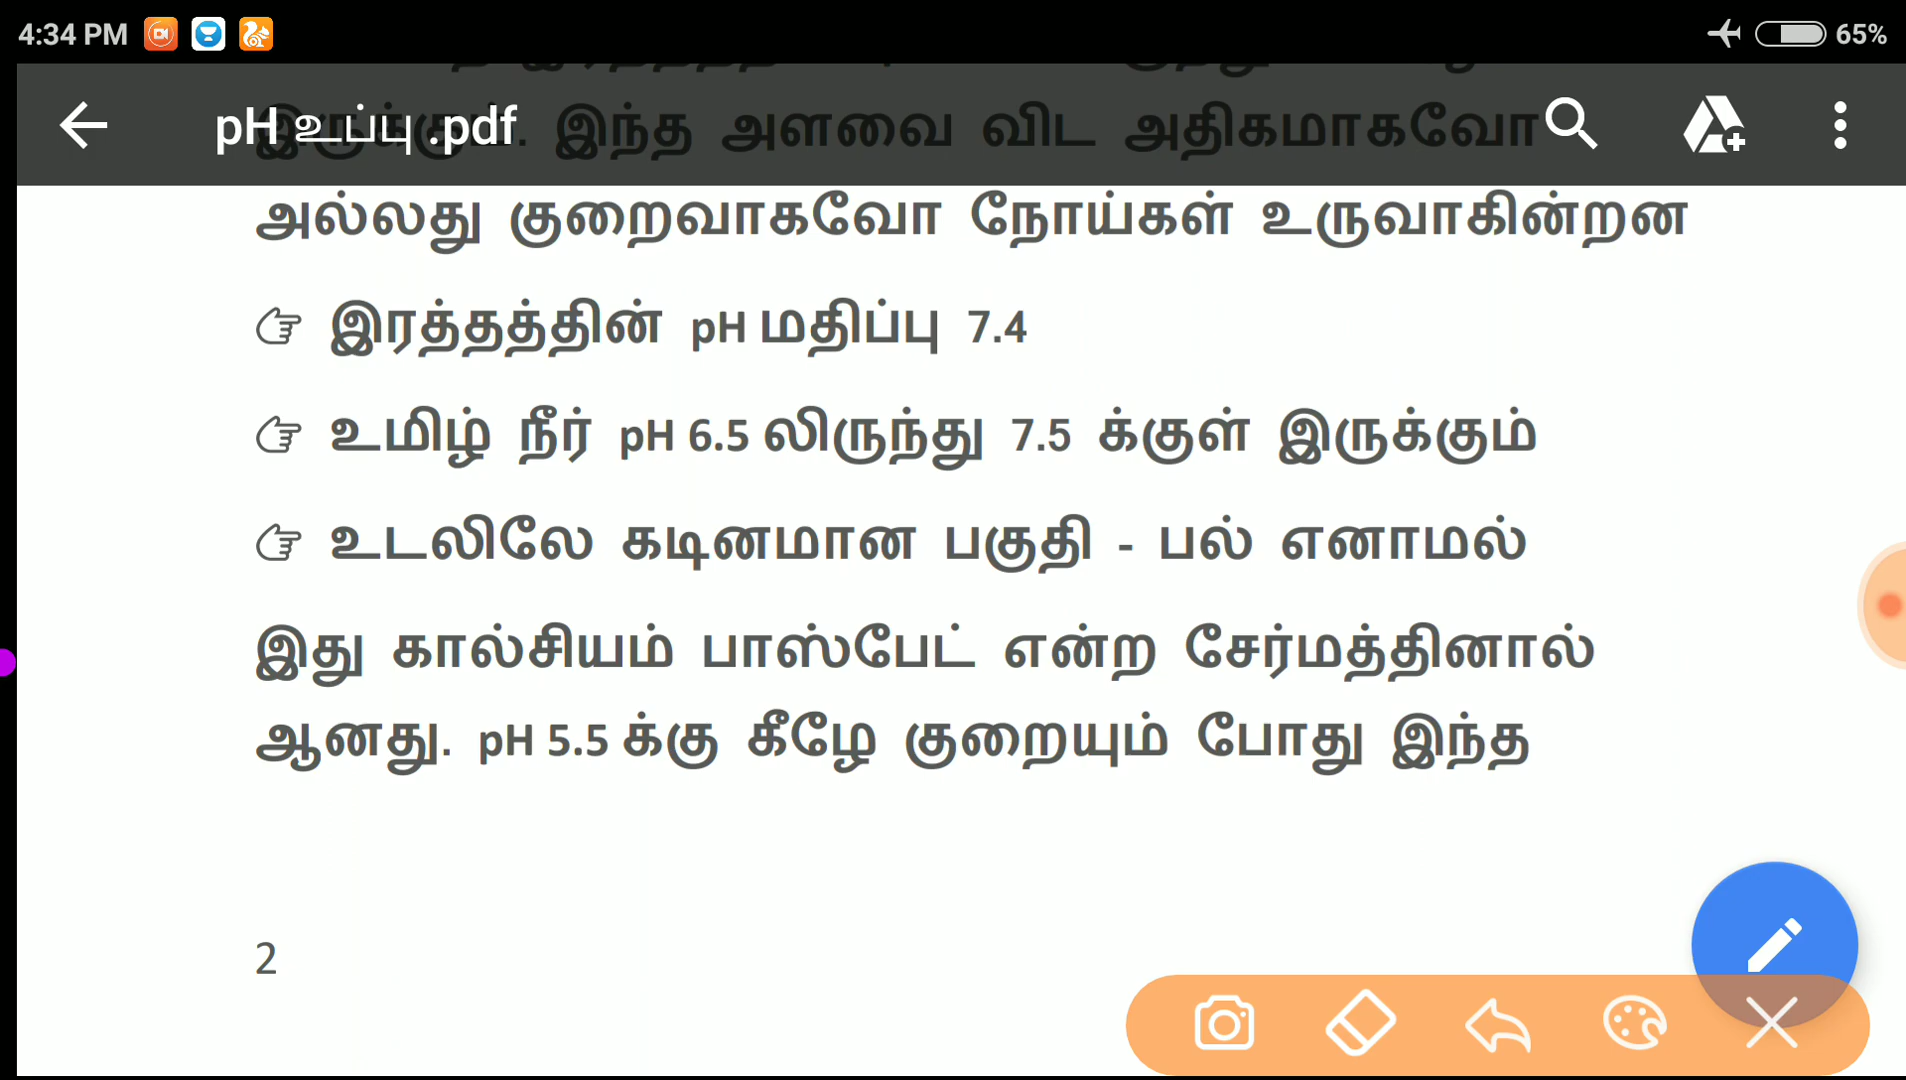 4:34 PM
65%
pH உப்பு .pdf
இருக்கும். இந்த அளவை விட அதிகமாகவோ
அல்லது குறைவாகவோ நோய்கள் உருவாகின்றன
இரத்தத்தின் pH மதிப்பு 7.4
உமிழ் நீர் pH 6.5 லிருந்து 7.5 க்குள் இருக்கும்
உடலிலே கடினமான பகுதி - பல் எனாமல்
இது கால்சியம் பாஸ்பேட் என்ற சேர்மத்தினால்
ஆனது. pH 5.5 க்கு கீழே குறையும் போது இந்த
2